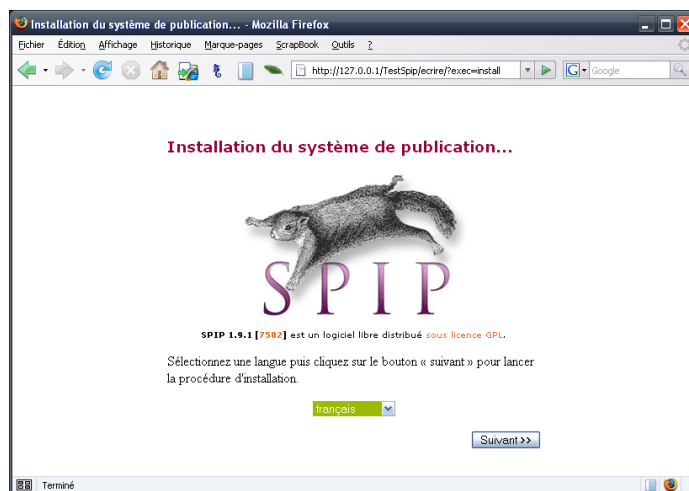 Installation du système de publication... - Mozilla Firefox
Fichier Édition Affichage Historique Marque-pages ScrapBook Outils ?
http://127.0.0.1/TestSpip/ecrire/?exec=install
G Google
Installation du système de publication...
SPIP
SPIP 1.9.1 [7502] est un logiciel libre distribué sous licence GPL.
Sélectionnez une langue puis cliquez sur le bouton « suivant » pour lancer
la procédure d'installation.
français
Suivant >>
Terminé